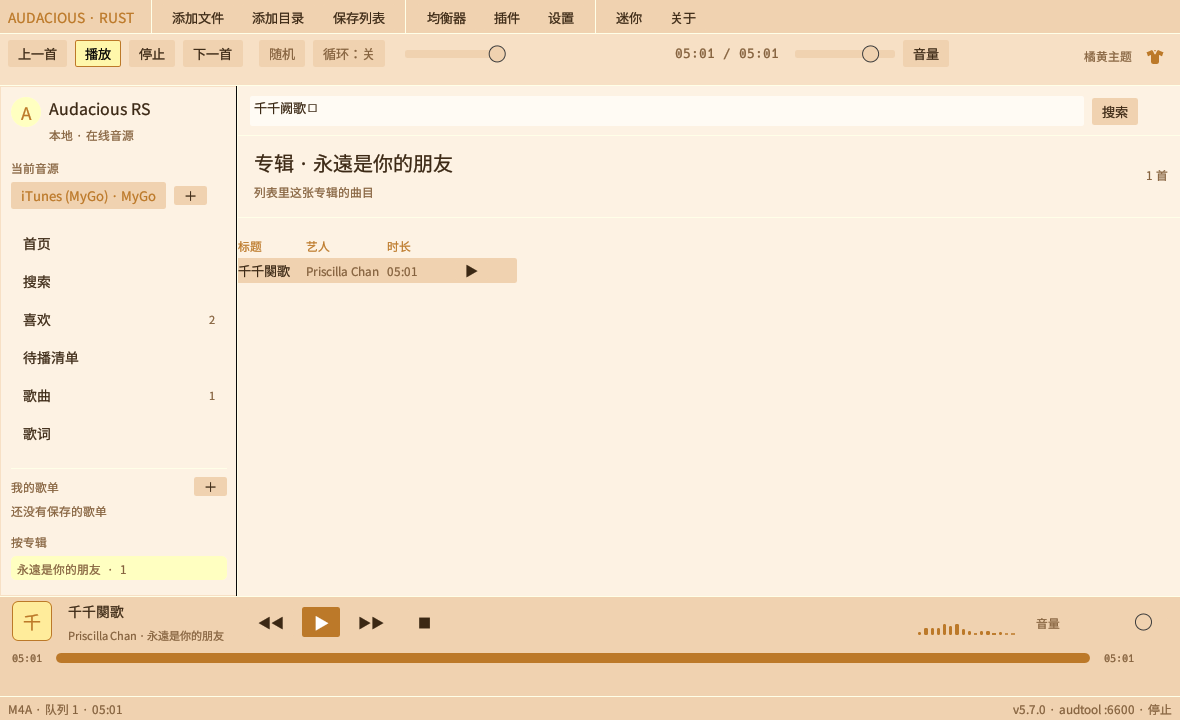 AUDACIOUS · RUST 添加文件 添加目录 保存列表 均衡器 插件 设置 迷你 关于
上一首 播放 停止 下一首 随机 循环：关 05:01 / 05:01 音量 橘黄主题
A Audacious RS
本地 · 在线音源
当前音源
iTunes (MyGo) · MyGo +
首页
搜索
喜欢 2
待播清单
歌曲 1
歌词
我的歌单 +
还没有保存的歌单
按专辑
永遠是你的朋友 · 1
千千阙歌□ 搜索
专辑 · 永遠是你的朋友
列表里这张专辑的曲目 1 首
标题 艺人 时长
千千闋歌 Priscilla Chan 05:01
千 千千闋歌
Priscilla Chan · 永遠是你的朋友
音量
05:01 05:01
M4A · 队列 1 · 05:01 v5.7.0 · audtool :6600 · 停止